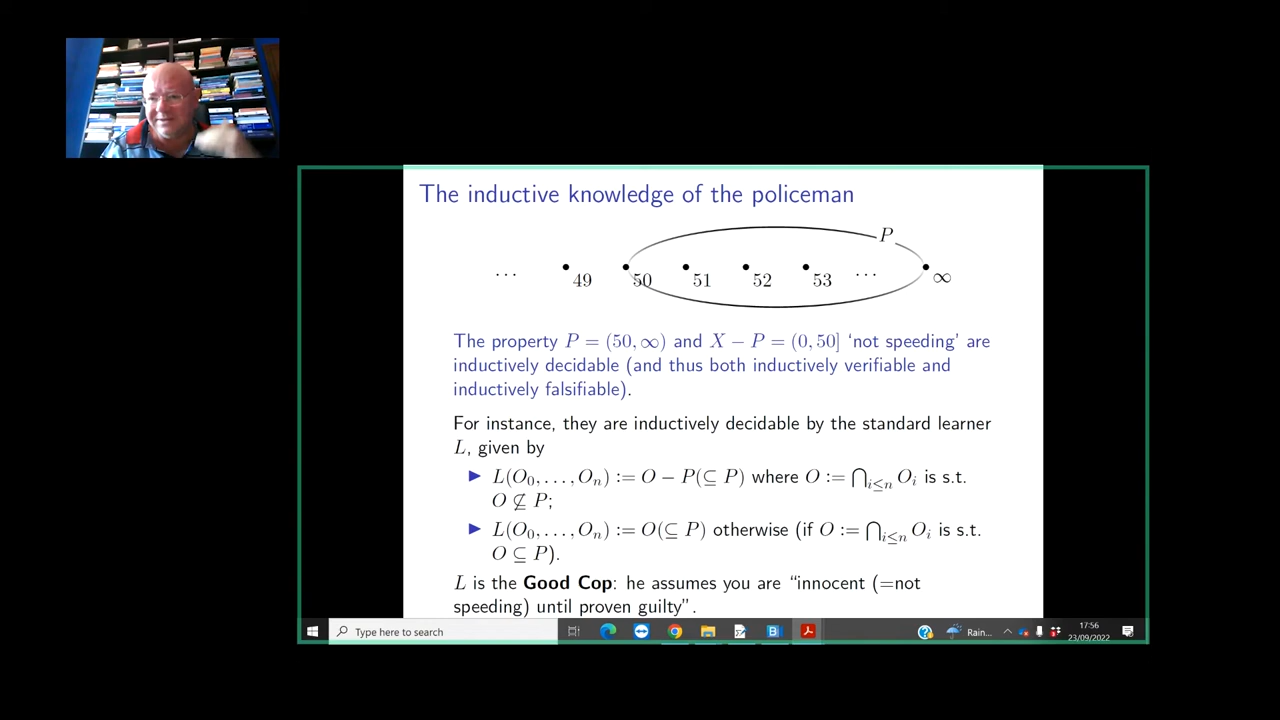 The inductive knowledge of the policeman
P
... 49 50 51 52 53 ... ∞
The property P = (50, ∞) and X − P = (0, 50] ‘not speeding’ are
inductively decidable (and thus both inductively verifiable and
inductively falsifiable).
For instance, they are inductively decidable by the standard learner
L, given by
▶ L(O₀, . . . , Oₙ) := O − P(⊆ P) where O := ⋂ᵢ≤ₙ Oᵢ is s.t.
O ⊈ P;
▶ L(O₀, . . . , Oₙ) := O(⊆ P) otherwise (if O := ⋂ᵢ≤ₙ Oᵢ is s.t.
O ⊆ P).
L is the Good Cop: he assumes you are “innocent (=not
speeding) until proven guilty”.
Type here to search
Rain...
17:56
23/09/2022